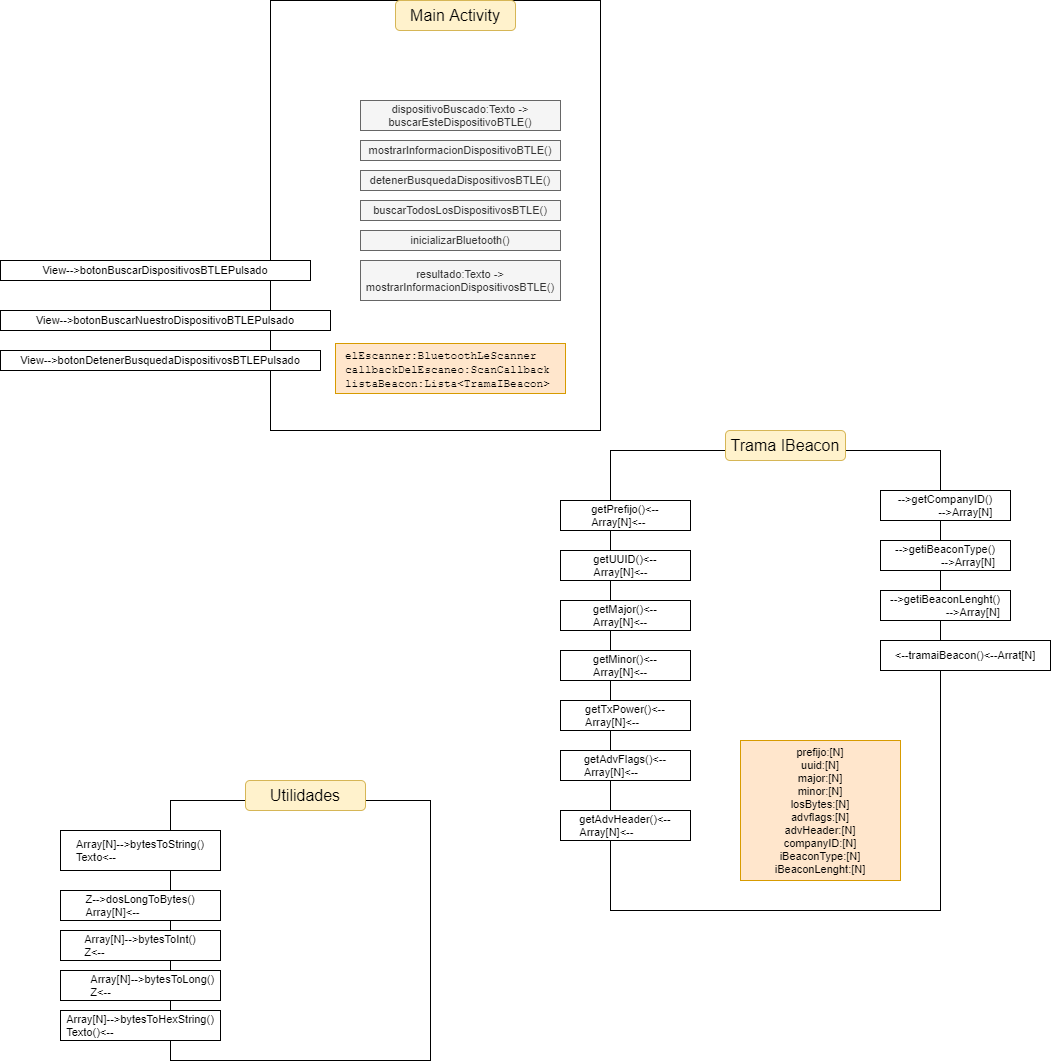 Main Activity
dispositivoBuscado:Texto ->
buscarEsteDispositivoBTLE()
mostrarInformacionDispositivoBTLE()
detenerBusquedaDispositivosBTLE()
buscarTodosLosDispositivosBTLE()
inicializarBluetooth()
resultado:Texto ->
mostrarInformacionDispositivosBTLE()
View-->botonBuscarDispositivosBTLEPulsado
View-->botonBuscarNuestroDispositivoBTLEPulsado
View-->botonDetenerBusquedaDispositivosBTLEPulsado
elEscanner:BluetoothLeScanner
callbackDelEscaneo:ScanCallback
listaBeacon:Lista<TramaIBeacon>
Trama IBeacon
getPrefijo()<--
Array[N]<--
getUUID()<--
Array[N]<--
getMajor()<--
Array[N]<--
getMinor()<--
Array[N]<--
getTxPower()<--
Array[N]<--
getAdvFlags()<--
Array[N]<--
getAdvHeader()<--
Array[N]<--
-->getCompanyID()
-->Array[N]
-->getiBeaconType()
-->Array[N]
-->getiBeaconLenght()
-->Array[N]
<--tramaiBeacon()<--Arrat[N]
prefijo:[N]
uuid:[N]
major:[N]
minor:[N]
losBytes:[N]
advflags:[N]
advHeader:[N]
companyID:[N]
iBeaconType:[N]
iBeaconLenght:[N]
Utilidades
Array[N]-->bytesToString()
Texto<--
Z-->dosLongToBytes()
Array[N]<--
Array[N]-->bytesToInt()
Z<--
Array[N]-->bytesToLong()
Z<--
Array[N]-->bytesToHexString()
Texto()<--